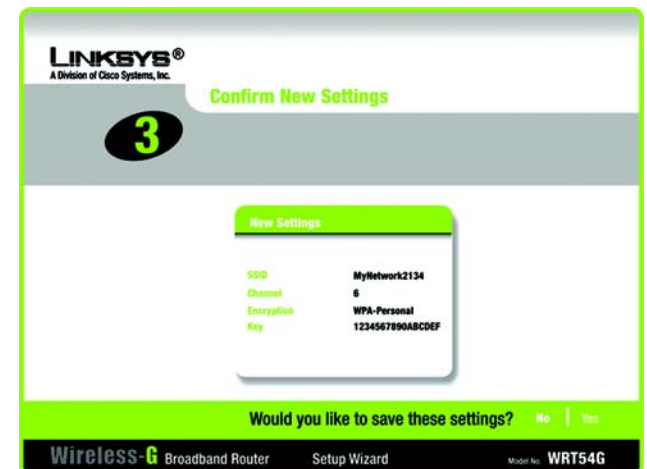 LINKSYS®
A Division of Cisco Systems, Inc.
Confirm New Settings
3
New Settings
SSID MyNetwork2134
Channel 6
Encryption WPA-Personal
Key 1234567890ABCDEF
Would you like to save these settings? No | Yes
Wireless-G Broadband Router Setup Wizard Model No. WRT54G